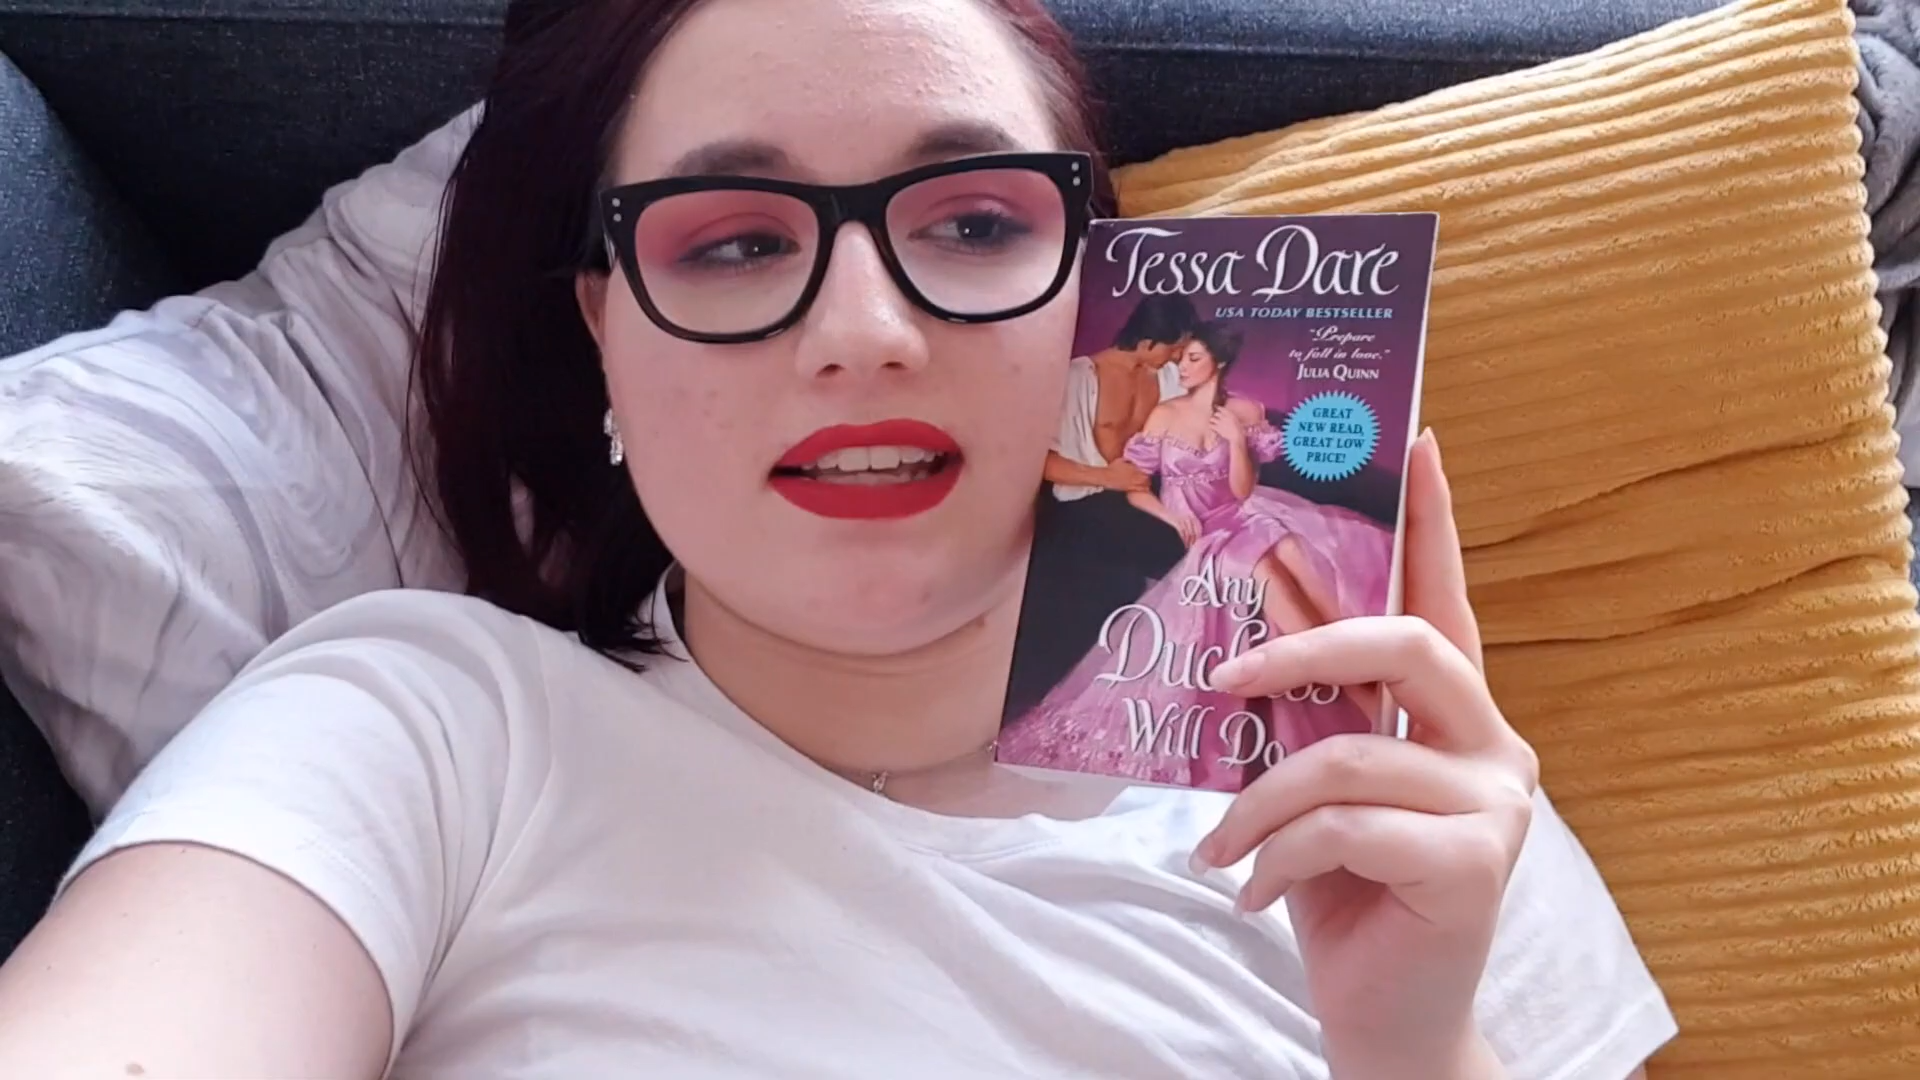 Tessa Dare
USA TODAY BESTSELLER
"Prepare
to fall in love."
JULIA QUINN
GREAT
NEW READ,
GREAT LOW
PRICE!
Any
Duchess
Will Do